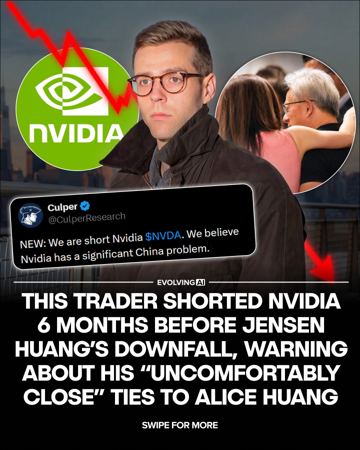 NVIDIA
Culper
@CulperResearch
NEW: We are short Nvidia $NVDA. We believe
Nvidia has a significant China problem.
EVOLVING AI
THIS TRADER SHORTED NVIDIA
6 MONTHS BEFORE JENSEN
HUANG'S DOWNFALL, WARNING
ABOUT HIS “UNCOMFORTABLY
CLOSE” TIES TO ALICE HUANG
SWIPE FOR MORE